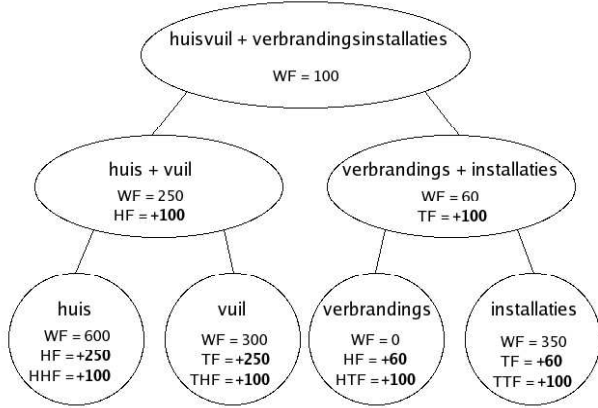 huisvuil + verbrandingsinstallaties
WF = 100
huis + vuil
WF = 250
HF = +100
verbrandings + installaties
WF = 60
TF = +100
huis
WF = 600
HF = +250
HHF = +100
vuil
WF = 300
TF = +250
THF = +100
verbrandings
WF = 0
HF = +60
HTF = +100
installaties
WF = 350
TF = +60
TTF = +100